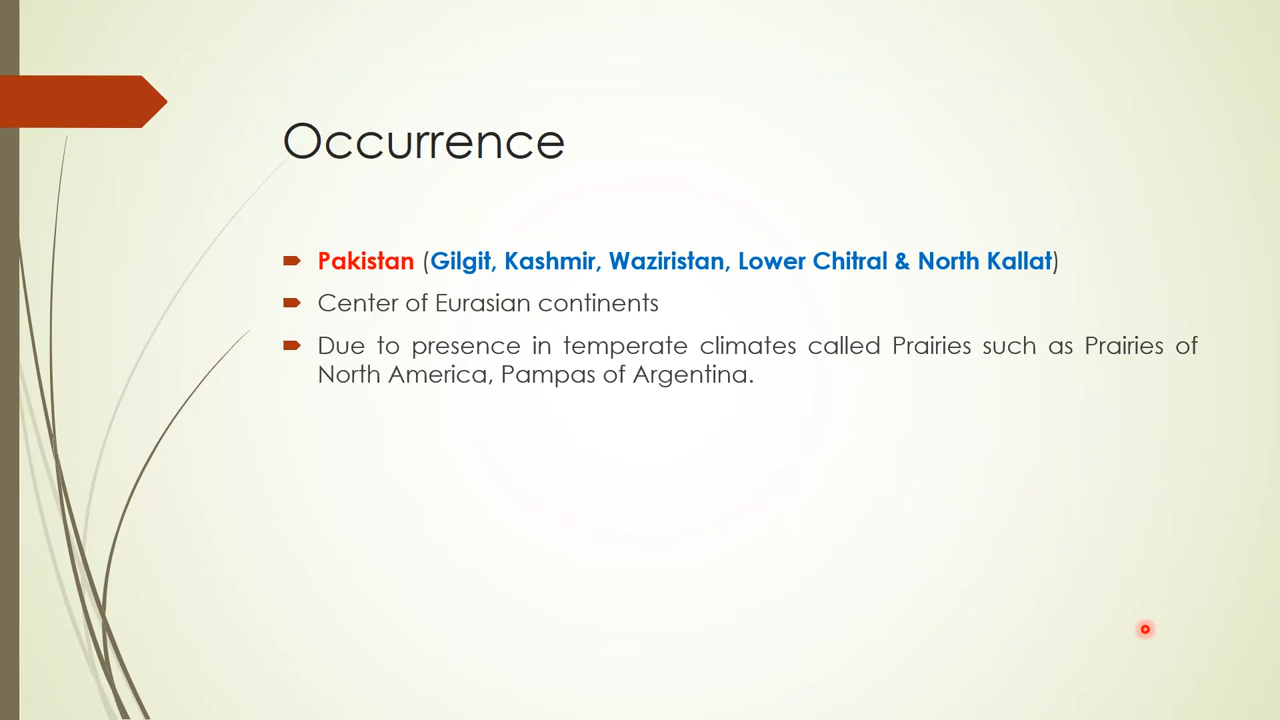 Occurrence
Pakistan (Gilgit, Kashmir, Waziristan, Lower Chitral & North Kallat)
Center of Eurasian continents
Due to presence in temperate climates called Prairies such as Prairies of
North America, Pampas of Argentina.